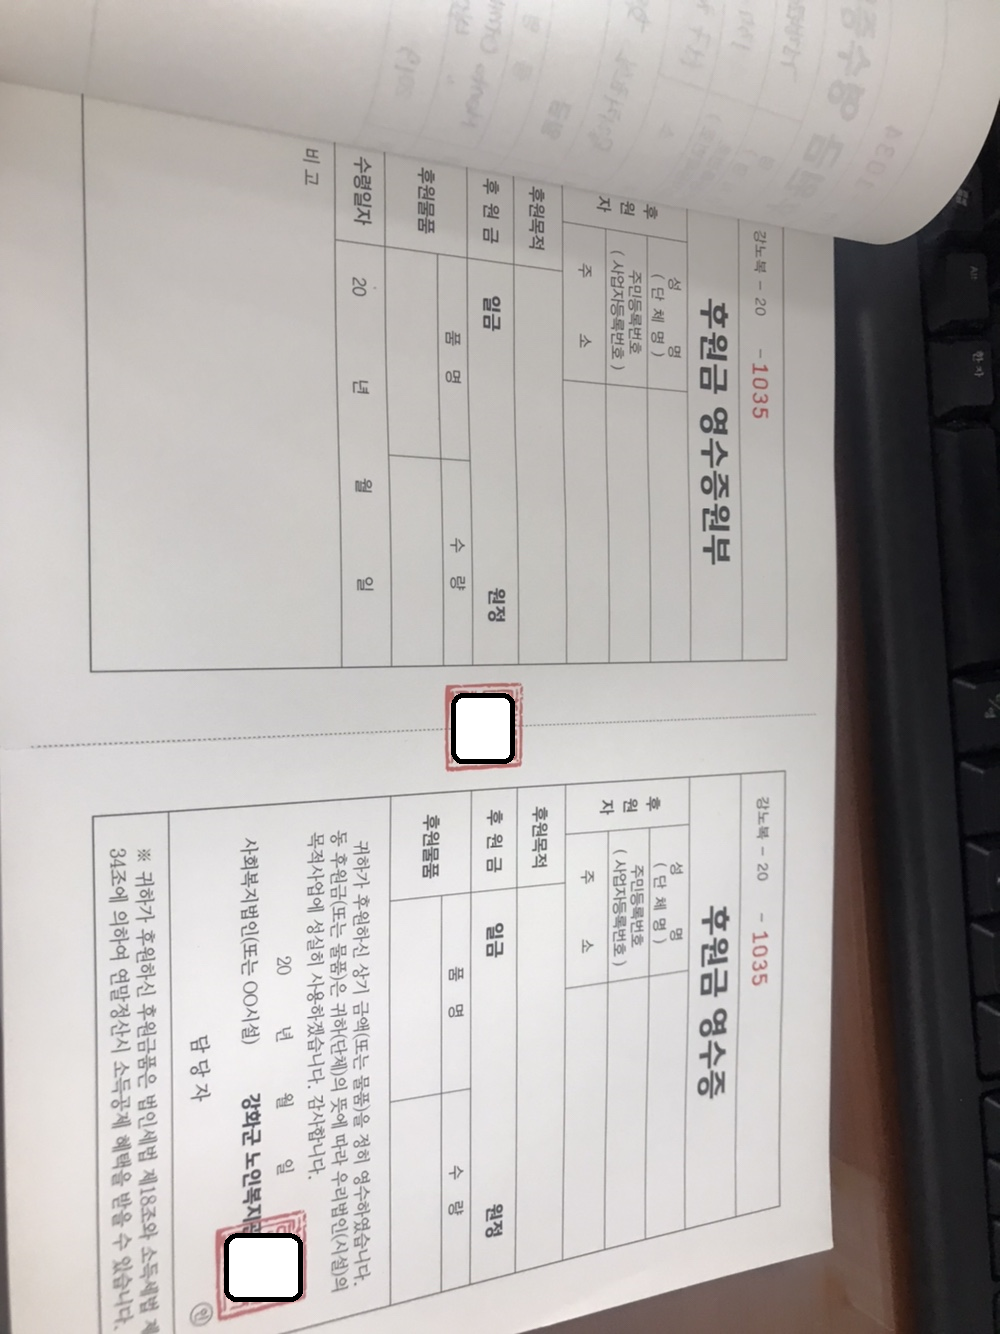 강노복 - 20 - 1035
후원금 영수증원부
후원자
성 명
( 단 체 명 )
주민등록번호
( 사업자등록번호 )
주 소
후원목적
후 원 금 일금 원정
후원물품 품 명 수 량
수령일자 20 년 월 일
비 고
강노복 - 20 - 1035
후원금 영수증
후원자
성 명
( 단 체 명 )
주민등록번호
( 사업자등록번호 )
주 소
후원목적
후 원 금 일금 원정
후원물품 품 명 수 량
귀하가 후원하신 상기 금액(또는 물품)을 정히 영수하였습니다.
동 후원금(또는 물품)은 귀하(단체)의 뜻에 따라 우리법인(시설)의
목적사업에 성실히 사용하겠습니다. 감사합니다.
20 년 월 일
사회복지법인(또는 OO시설) 강화군 노인복지관
담 당 자 인
※ 귀하가 후원하신 후원금품은 법인세법 제18조와 소득세법 제
34조에 의하여 연말정산시 소득공제 혜택을 받을 수 있습니다.
1034
한자
Alt